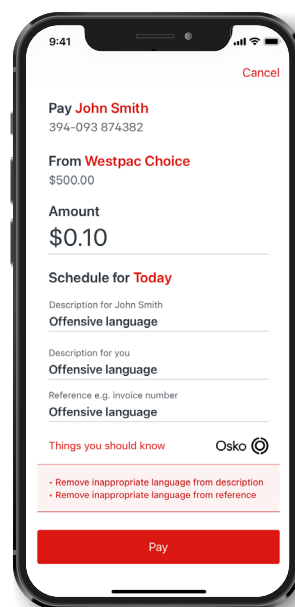 9:41
Cancel
Pay John Smith
394-093 874382
From Westpac Choice
$500.00
Amount
$0.10
Schedule for Today
Description for John Smith
Offensive language
Description for you
Offensive language
Reference e.g. invoice number
Offensive language
Things you should know Osko
• Remove inappropriate language from description
• Remove inappropriate language from reference
Pay